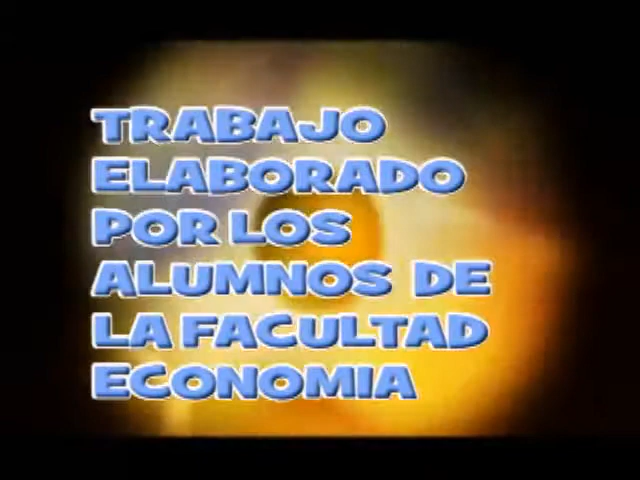 TRABAJO
ELABORADO
POR LOS
ALUMNOS DE
LA FACULTAD
ECONOMIA